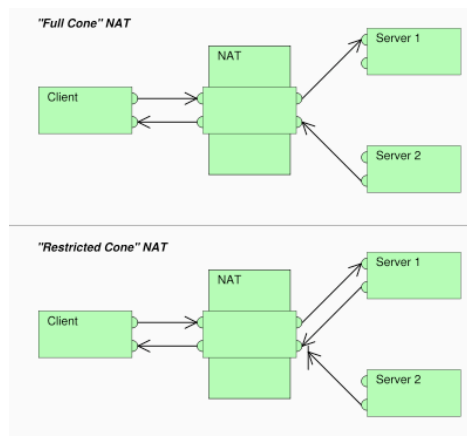 "Full Cone" NAT
Server 1
NAT
Client
Server 2
"Restricted Cone" NAT
Server 1
NAT
Client
Server 2